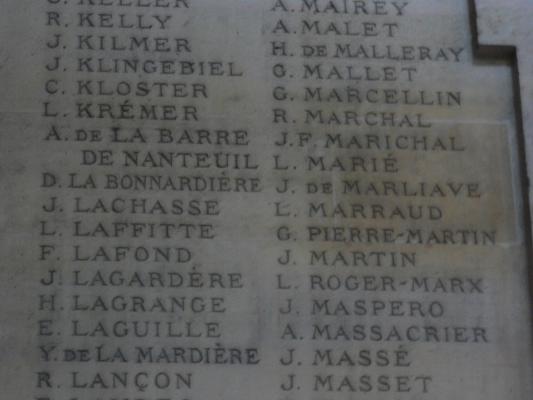 R. KELLY
J. KILMER
J. KLINGEBIEL
C. KLOSTER
L. KRÉMER
A. DE LA BARRE
DE NANTEUIL
D. LA BONNARDIÈRE
J. LACHASSE
L. LAFFITTE
F. LAFOND
J. LAGARDÈRE
H. LAGRANGE
E. LAGUILLE
Y. DE LA MARDIÈRE
R. LANÇON
A. MAIREY
A. MALET
H. DE MALLERAY
G. MALLET
G. MARCELLIN
R. MARCHAL
J.F. MARICHAL
L. MARIÉ
J. DE MARLIAVE
L. MARRAUD
G. PIERRE-MARTIN
J. MARTIN
L. ROGER-MARX
J. MASPERO
A. MASSACRIER
J. MASSÉ
J. MASSET